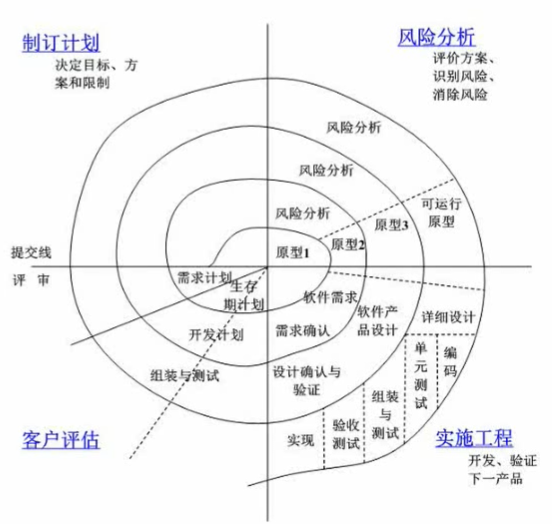 制订计划
决定目标、方
案和限制
风险分析
评价方案、
识别风险、
消除风险
风险分析
风险分析
风险分析
可运行
原型
原型3
原型2
原型1
提交线
评 审
需求计划
生存
期计划
软件需求
开发计划
需求确认
软件产
品设计
详细设计
组装与测试
设计确认与
验证
单
元
测
试
编
码
组装
与
测试
验收
测试
实现
客户评估
实施工程
开发、验证
下一产品